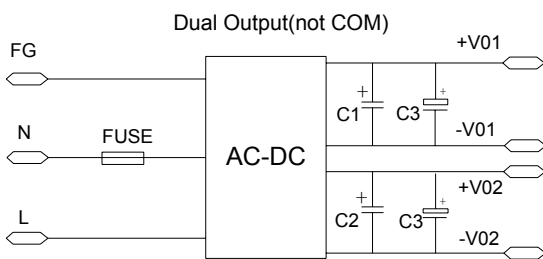 Dual Output(not COM)
FG
+V01
+
+
C1
C3
N
FUSE
-V01
AC-DC
+V02
L
+
+
C2
C3
-V02